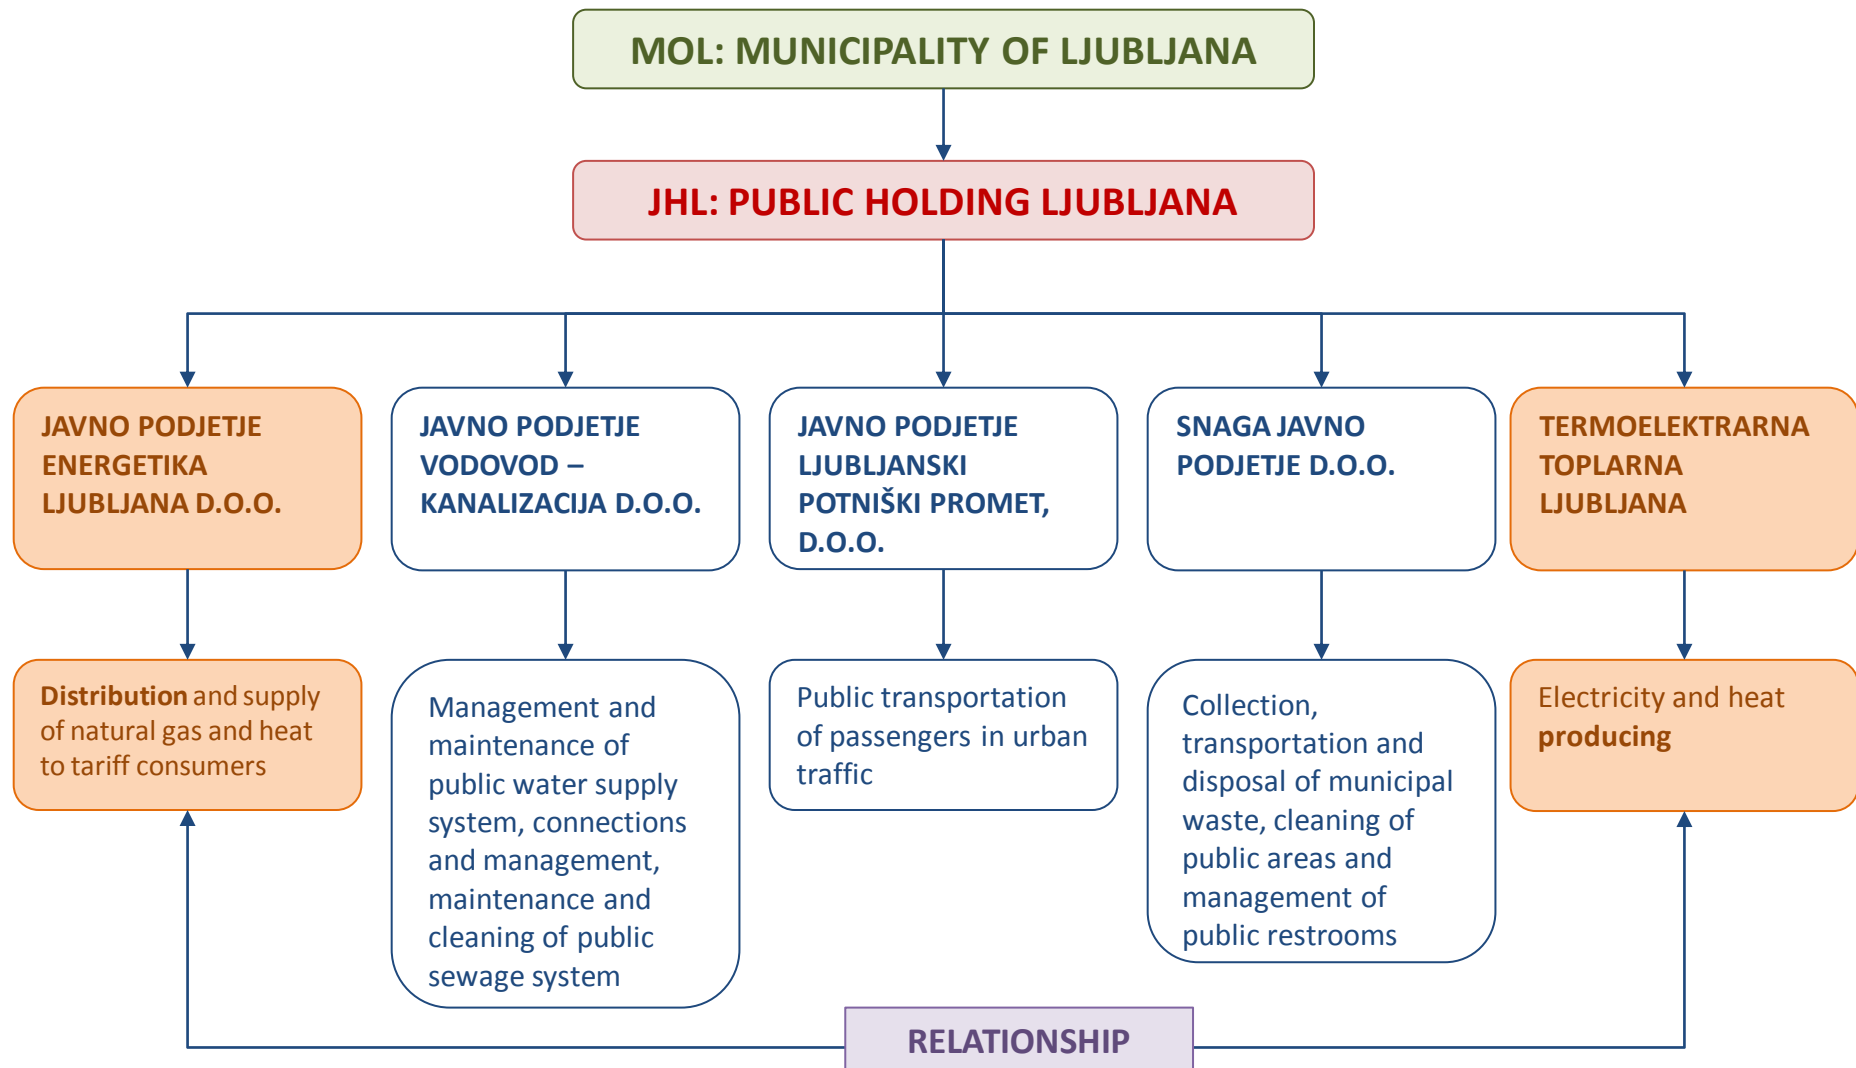 MOL: MUNICIPALITY OF LJUBLJANA
JHL: PUBLIC HOLDING LJUBLJANA
JAVNO PODJETJE
ENERGETIKA
LJUBLJANA D.O.O.
JAVNO PODJETJE
VODOVOD –
KANALIZACIJA D.O.O.
JAVNO PODJETJE
LJUBLJANSKI
POTNIŠKI PROMET,
D.O.O.
SNAGA JAVNO
PODJETJE D.O.O.
TERMOELEKTRARNA
TOPLARNA
LJUBLJANA
Distribution and supply
of natural gas and heat
to tariff consumers
Management and
maintenance of
public water supply
system, connections
and management,
maintenance and
cleaning of public
sewage system
Public transportation
of passengers in urban
traffic
Collection,
transportation and
disposal of municipal
waste, cleaning of
public areas and
management of
public restrooms
Electricity and heat
producing
RELATIONSHIP